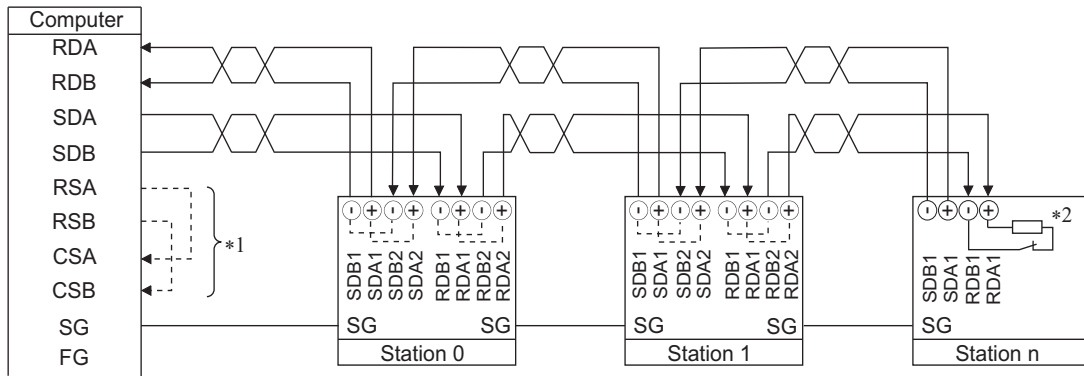 Computer
RDA
RDB
SDA
SDB
RSA
RSB
CSA
CSB
SG
FG
*1
- + - + - + - +
SDB1 SDA1 SDB2 SDA2 RDB1 RDA1 RDB2 RDA2
SG SG
Station 0
- + - + - + - +
SDB1 SDA1 SDB2 SDA2 RDB1 RDA1 RDB2 RDA2
SG SG
Station 1
- + - +
*2
SDB1 SDA1 RDB1 RDA1
SG
Station n